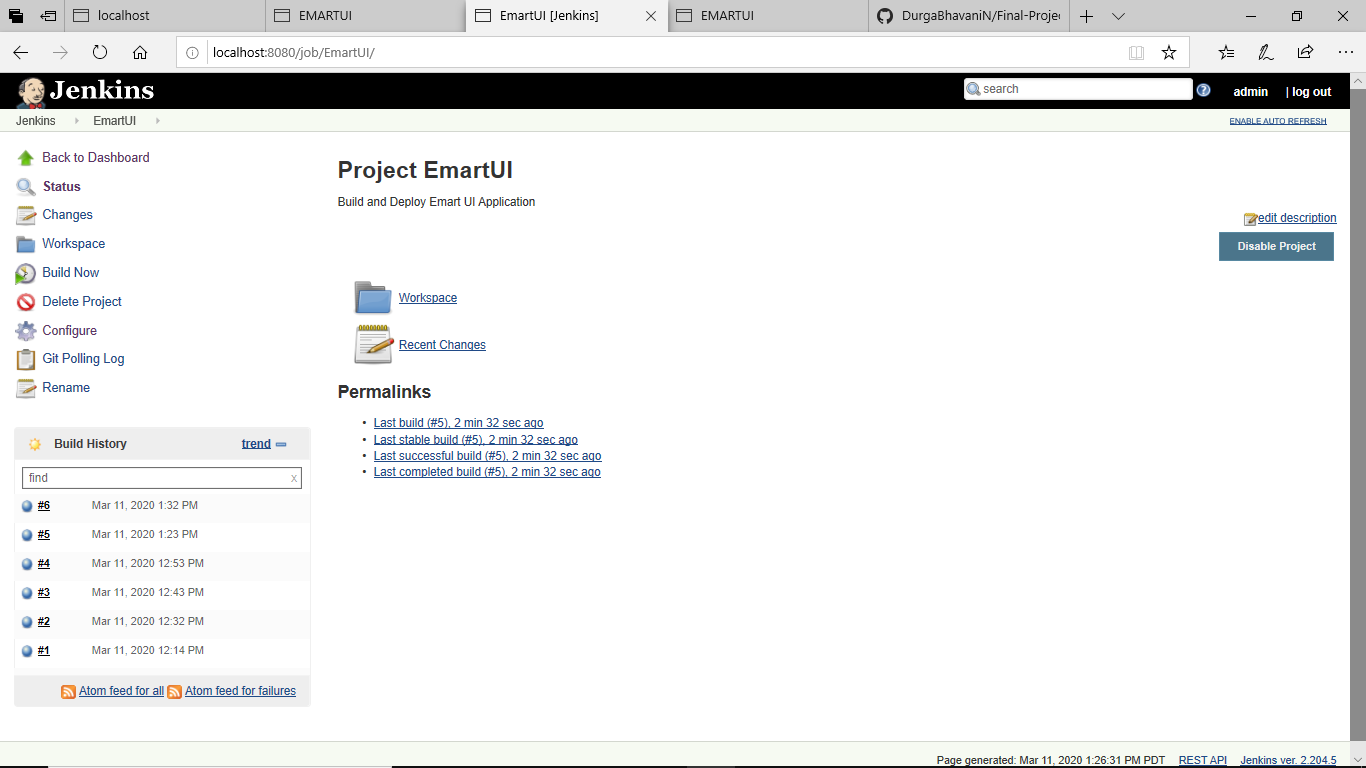 localhost
EMARTUI
EmartUI [Jenkins]
EMARTUI
DurgaBhavaniN/Final-Projec
localhost:8080/job/EmartUI/
Jenkins
search
admin
| log out
Jenkins
EmartUI
ENABLE AUTO REFRESH
Back to Dashboard
Status
Changes
Workspace
Build Now
Delete Project
Configure
Git Polling Log
Rename
Build History
trend
find
x
#6 Mar 11, 2020 1:32 PM
#5 Mar 11, 2020 1:23 PM
#4 Mar 11, 2020 12:53 PM
#3 Mar 11, 2020 12:43 PM
#2 Mar 11, 2020 12:32 PM
#1 Mar 11, 2020 12:14 PM
Atom feed for all Atom feed for failures
Project EmartUI
Build and Deploy Emart UI Application
edit description
Disable Project
Workspace
Recent Changes
Permalinks
• Last build (#5), 2 min 32 sec ago
• Last stable build (#5), 2 min 32 sec ago
• Last successful build (#5), 2 min 32 sec ago
• Last completed build (#5), 2 min 32 sec ago
Page generated: Mar 11, 2020 1:26:31 PM PDT REST API Jenkins ver. 2.204.5